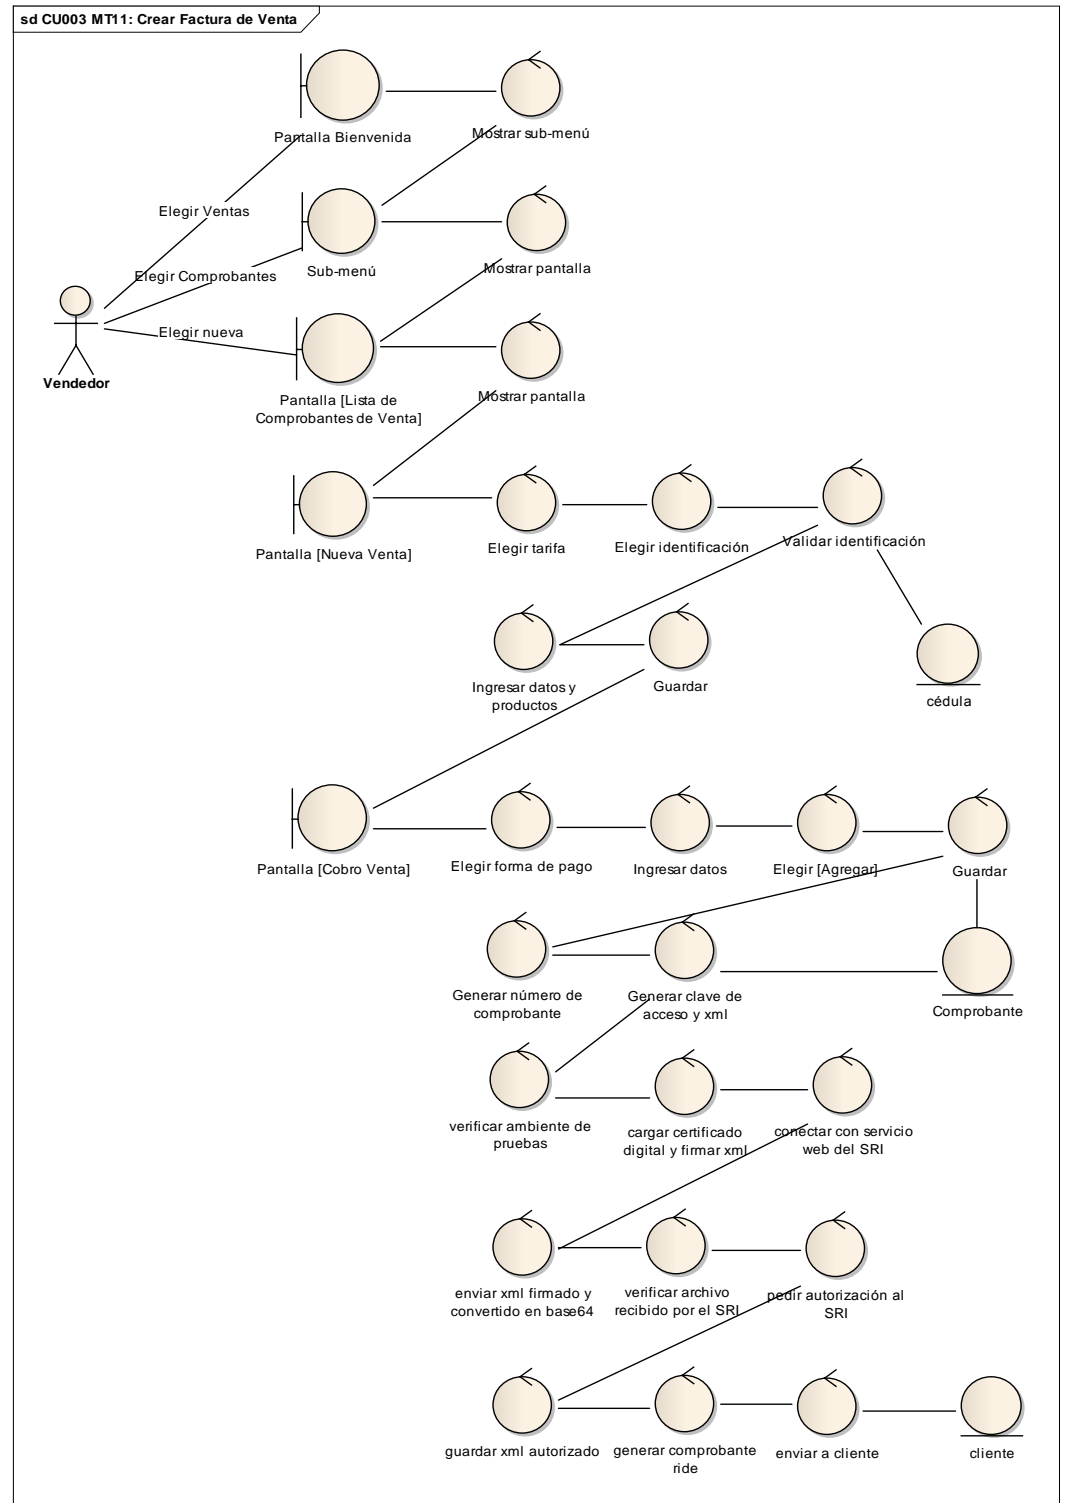 sd CU003 MT11: Crear Factura de Venta
Pantalla Bienvenida
Mostrar sub-menú
Elegir Ventas
Elegir Comprobantes
Sub-menú
Mostrar pantalla
Elegir nueva
Vendedor
Pantalla [Lista de
Comprobantes de Venta]
Mostrar pantalla
Pantalla [Nueva Venta]
Elegir tarifa
Elegir identificación
Validar identificación
Ingresar datos y
productos
Guardar
cédula
Pantalla [Cobro Venta]
Elegir forma de pago
Ingresar datos
Elegir [Agregar]
Guardar
Generar número de
comprobante
Generar clave de
acceso y xml
Comprobante
verificar ambiente de
pruebas
cargar certificado
digital y firmar xml
conectar con servicio
web del SRI
enviar xml firmado y
convertido en base64
verificar archivo
recibido por el SRI
pedir autorización al
SRI
guardar xml autorizado
generar comprobante
ride
enviar a cliente
cliente